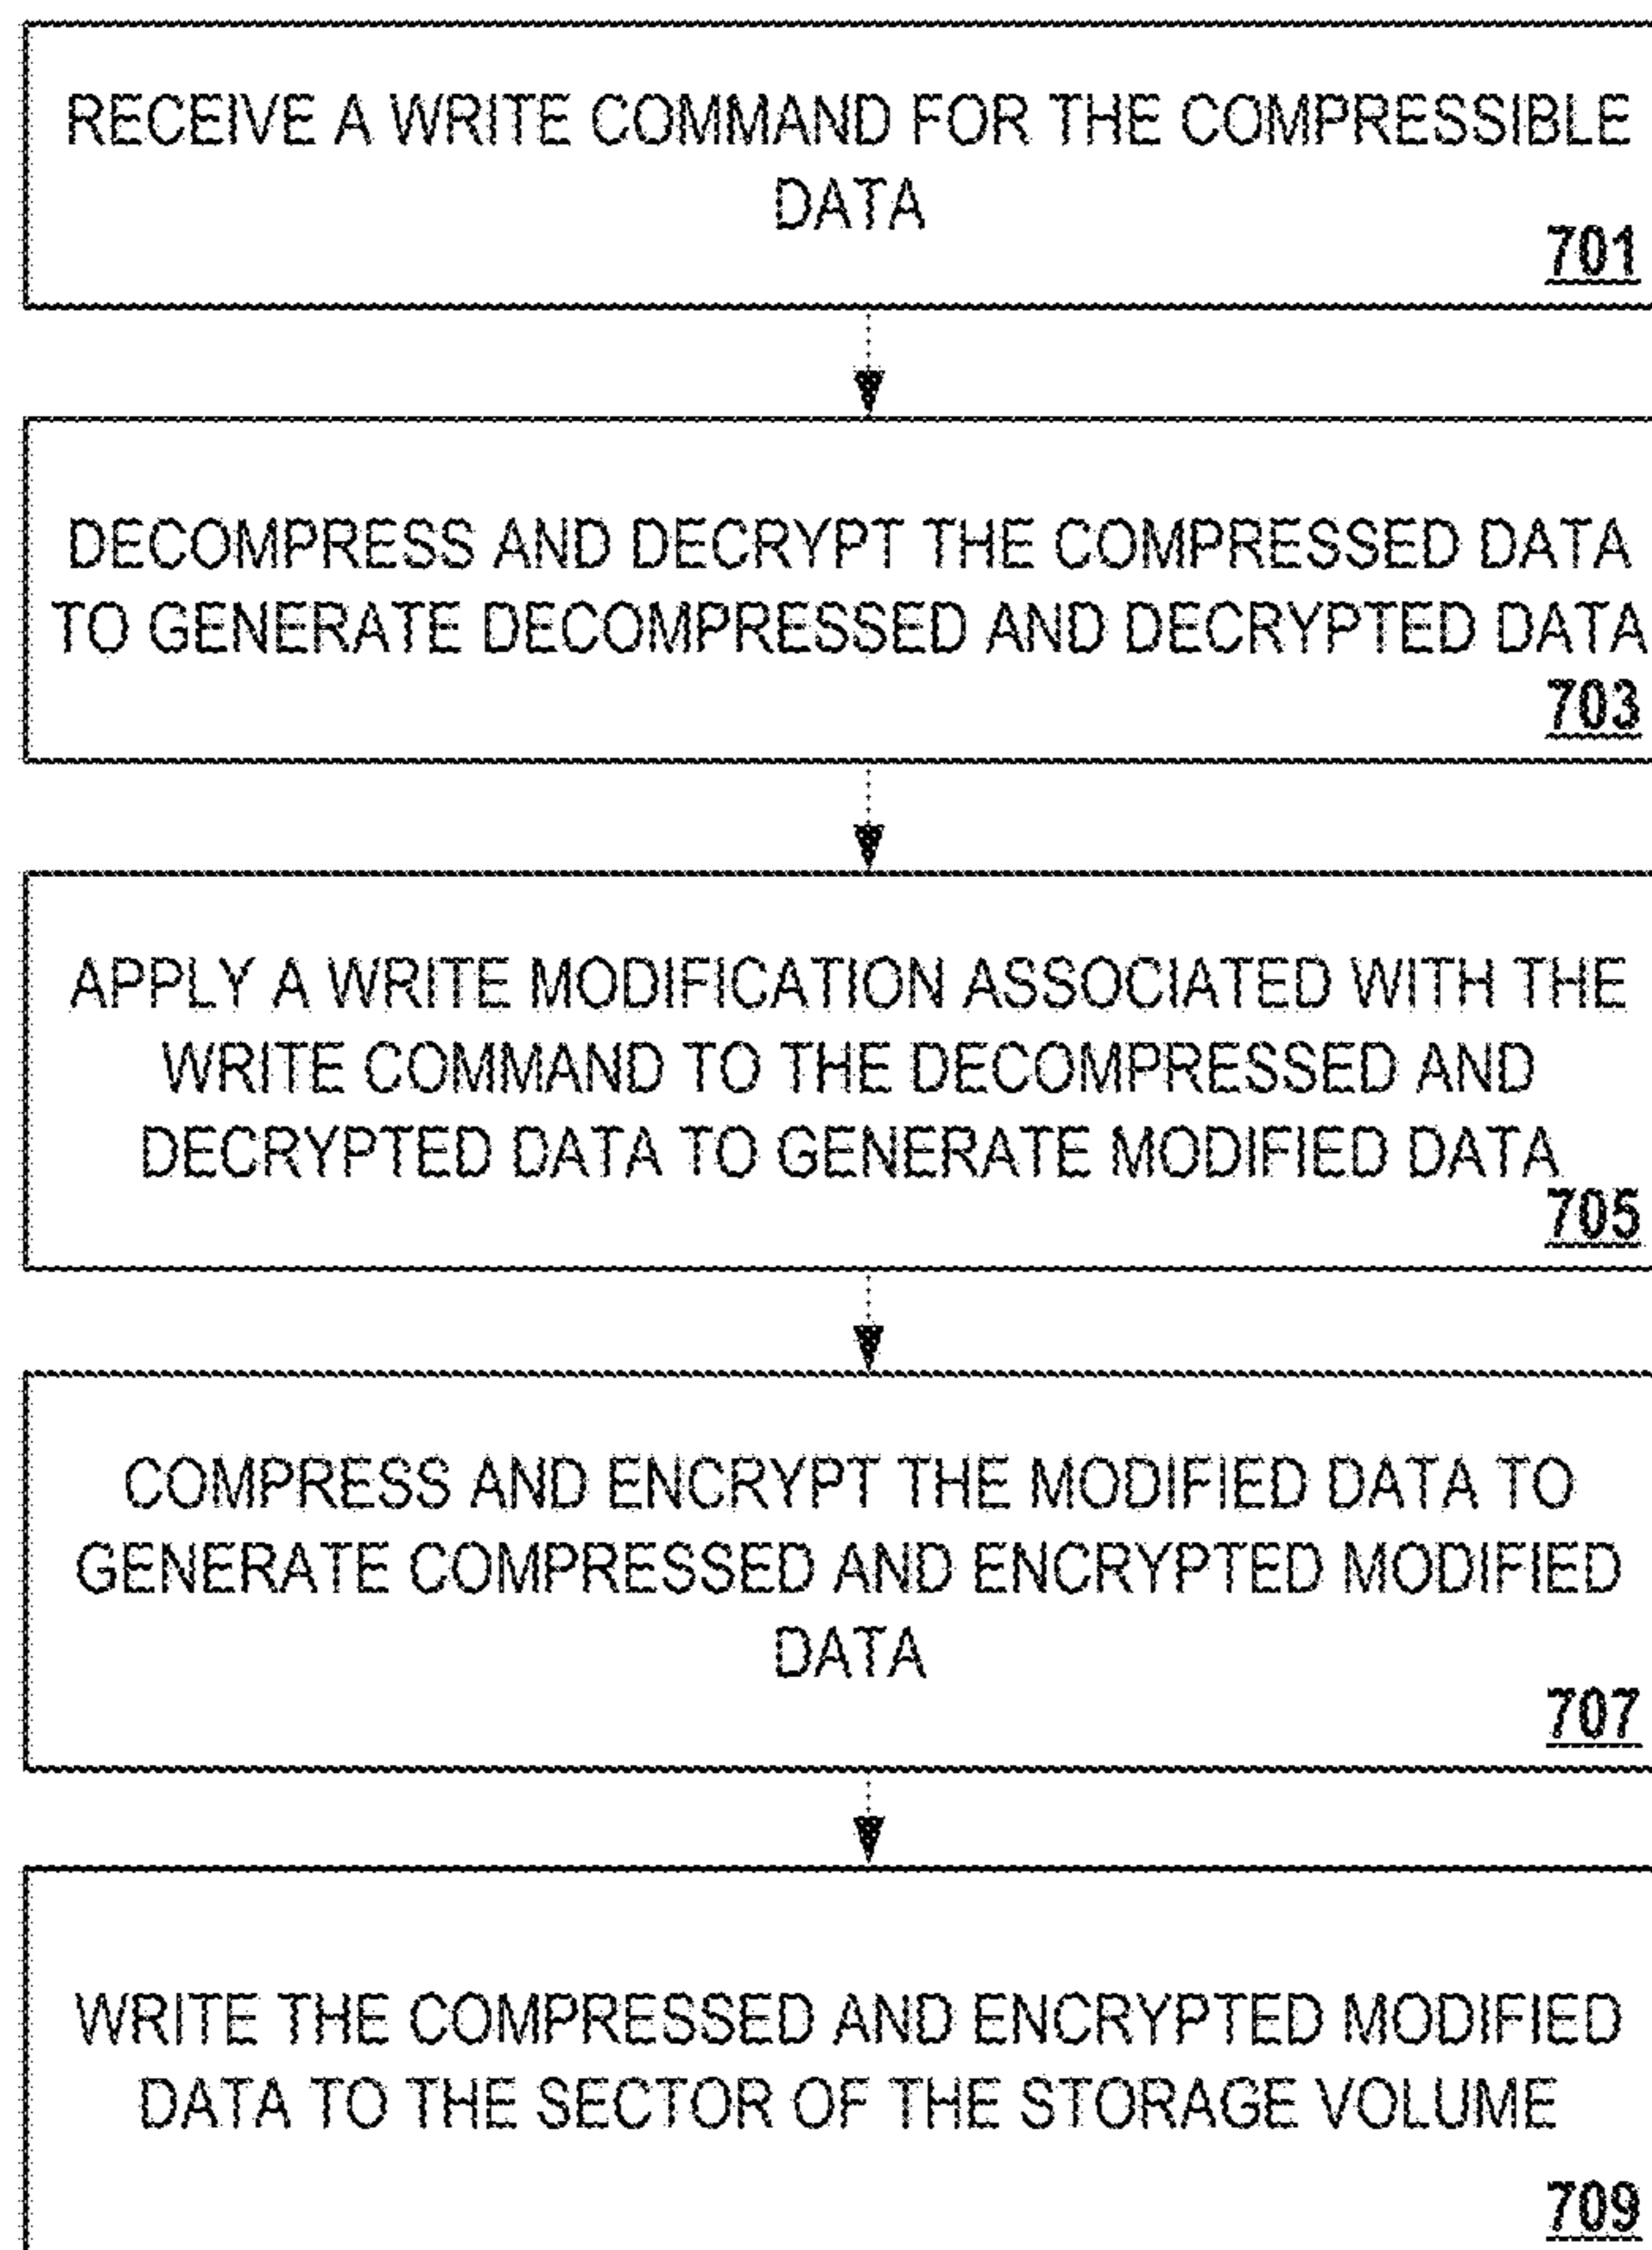 RECEIVE A WRITE COMMAND FOR THE COMPRESSIBLE
DATA
701
DECOMPRESS AND DECRYPT THE COMPRESSED DATA
TO GENERATE DECOMPRESSED AND DECRYPTED DATA
703
APPLY A WRITE MODIFICATION ASSOCIATED WITH THE
WRITE COMMAND TO THE DECOMPRESSED AND
DECRYPTED DATA TO GENERATE MODIFIED DATA
705
COMPRESS AND ENCRYPT THE MODIFIED DATA TO
GENERATE COMPRESSED AND ENCRYPTED MODIFIED
DATA
707
WRITE THE COMPRESSED AND ENCRYPTED MODIFIED
DATA TO THE SECTOR OF THE STORAGE VOLUME
709